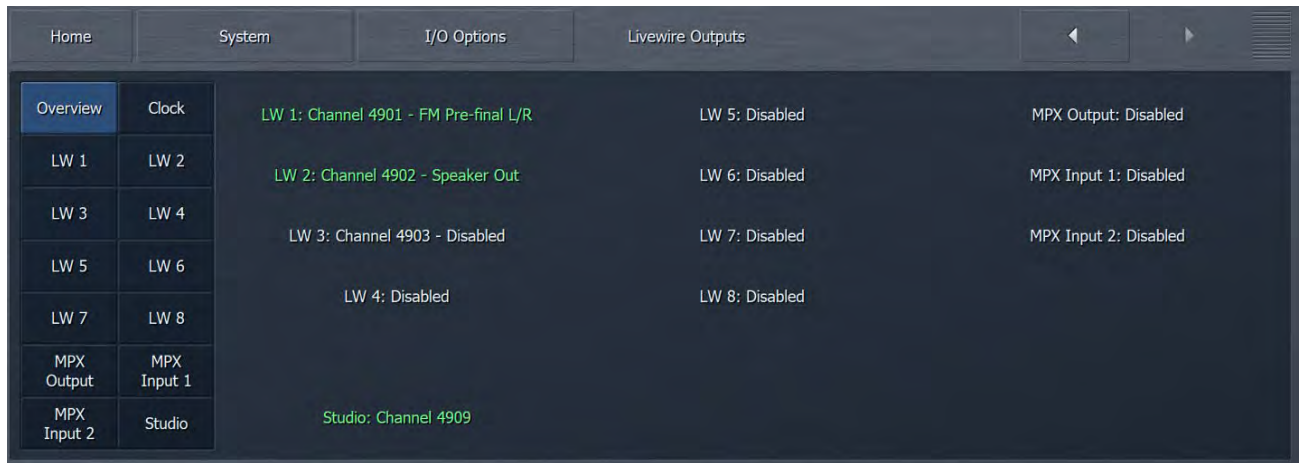 Home
System
I/O Options
Livewire Outputs
Overview
Clock
LW 1
LW 2
LW 3
LW 4
LW 5
LW 6
LW 7
LW 8
MPX
Output
MPX
Input 1
MPX
Input 2
Studio
LW 1: Channel 4901 - FM Pre-final L/R
LW 2: Channel 4902 - Speaker Out
LW 3: Channel 4903 - Disabled
LW 4: Disabled
Studio: Channel 4909
LW 5: Disabled
LW 6: Disabled
LW 7: Disabled
LW 8: Disabled
MPX Output: Disabled
MPX Input 1: Disabled
MPX Input 2: Disabled